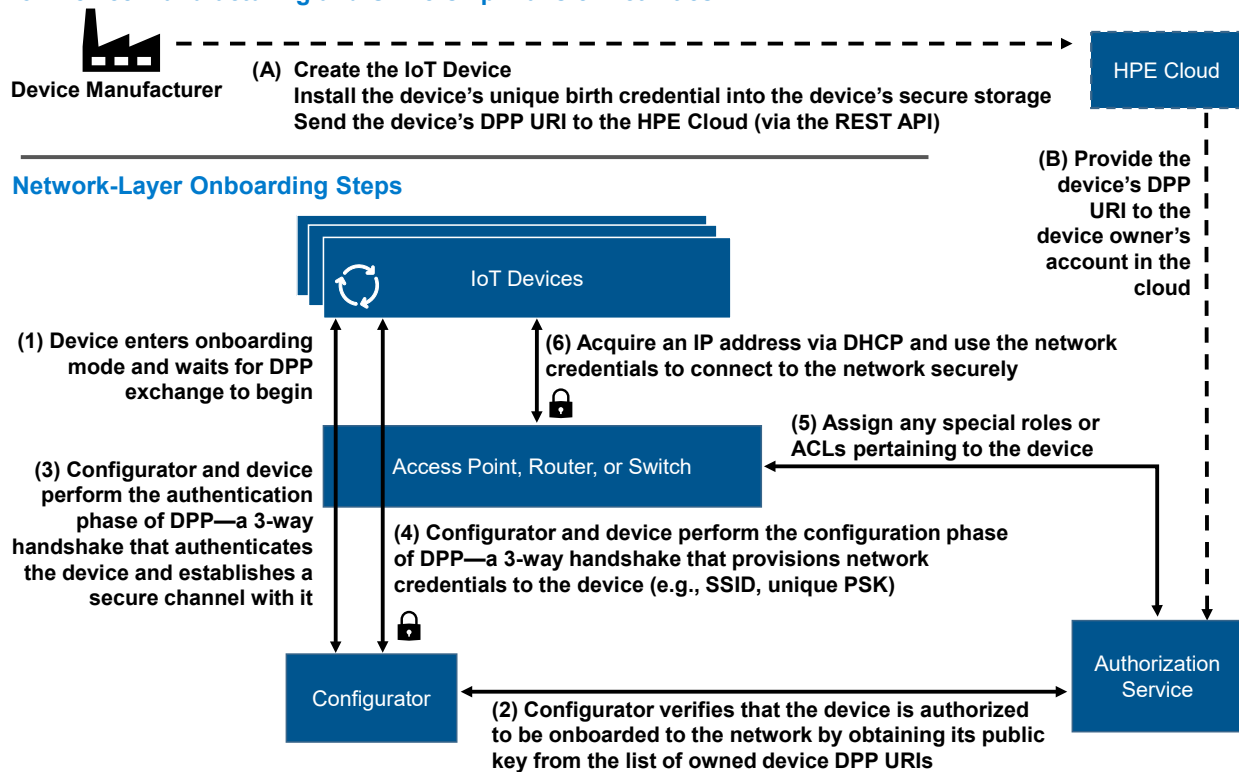 Device Manufacturer
HPE Cloud
(A) Create the IoT Device
Install the device's unique birth credential into the device's secure storage
Send the device's DPP URI to the HPE Cloud (via the REST API)
(B) Provide the
device's DPP
URI to the
device owner's
account in the
cloud
Network-Layer Onboarding Steps
IoT Devices
(1) Device enters onboarding
mode and waits for DPP
exchange to begin
(6) Acquire an IP address via DHCP and use the network
credentials to connect to the network securely
(5) Assign any special roles or
ACLs pertaining to the device
Access Point, Router, or Switch
(3) Configurator and device
perform the authentication
phase of DPP—a 3-way
handshake that authenticates
the device and establishes a
secure channel with it
(4) Configurator and device perform the configuration phase
of DPP—a 3-way handshake that provisions network
credentials to the device (e.g., SSID, unique PSK)
Configurator
Authorization
Service
(2) Configurator verifies that the device is authorized
to be onboarded to the network by obtaining its public
key from the list of owned device DPP URIs